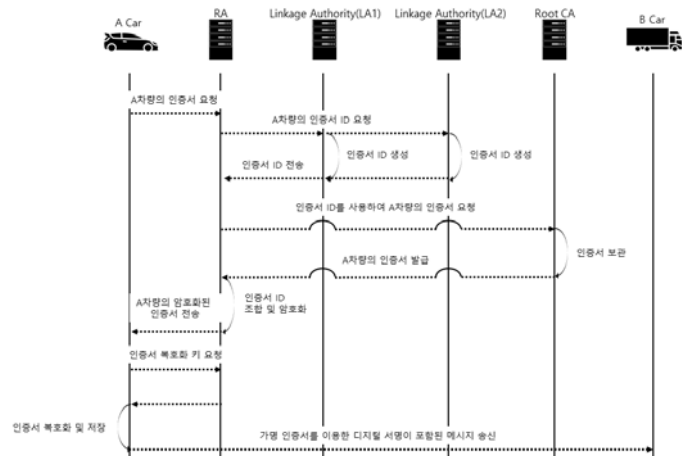 A Car
RA
Linkage Authority(LA1)
Linkage Authority(LA2)
Root CA
B Car
A차량의 인증서 요청
A차량의 인증서 ID 요청
인증서 ID 생성
인증서 ID 생성
인증서 ID 전송
인증서 ID를 사용하여 A차량의 인증서 요청
인증서 보관
A차량의 인증서 발급
인증서 ID
조합 및 암호화
A차량의 암호화된
인증서 전송
인증서 복호화 키 요청
인증서 복호화 및 저장
가명 인증서를 이용한 디지털 서명이 포함된 메시지 송신